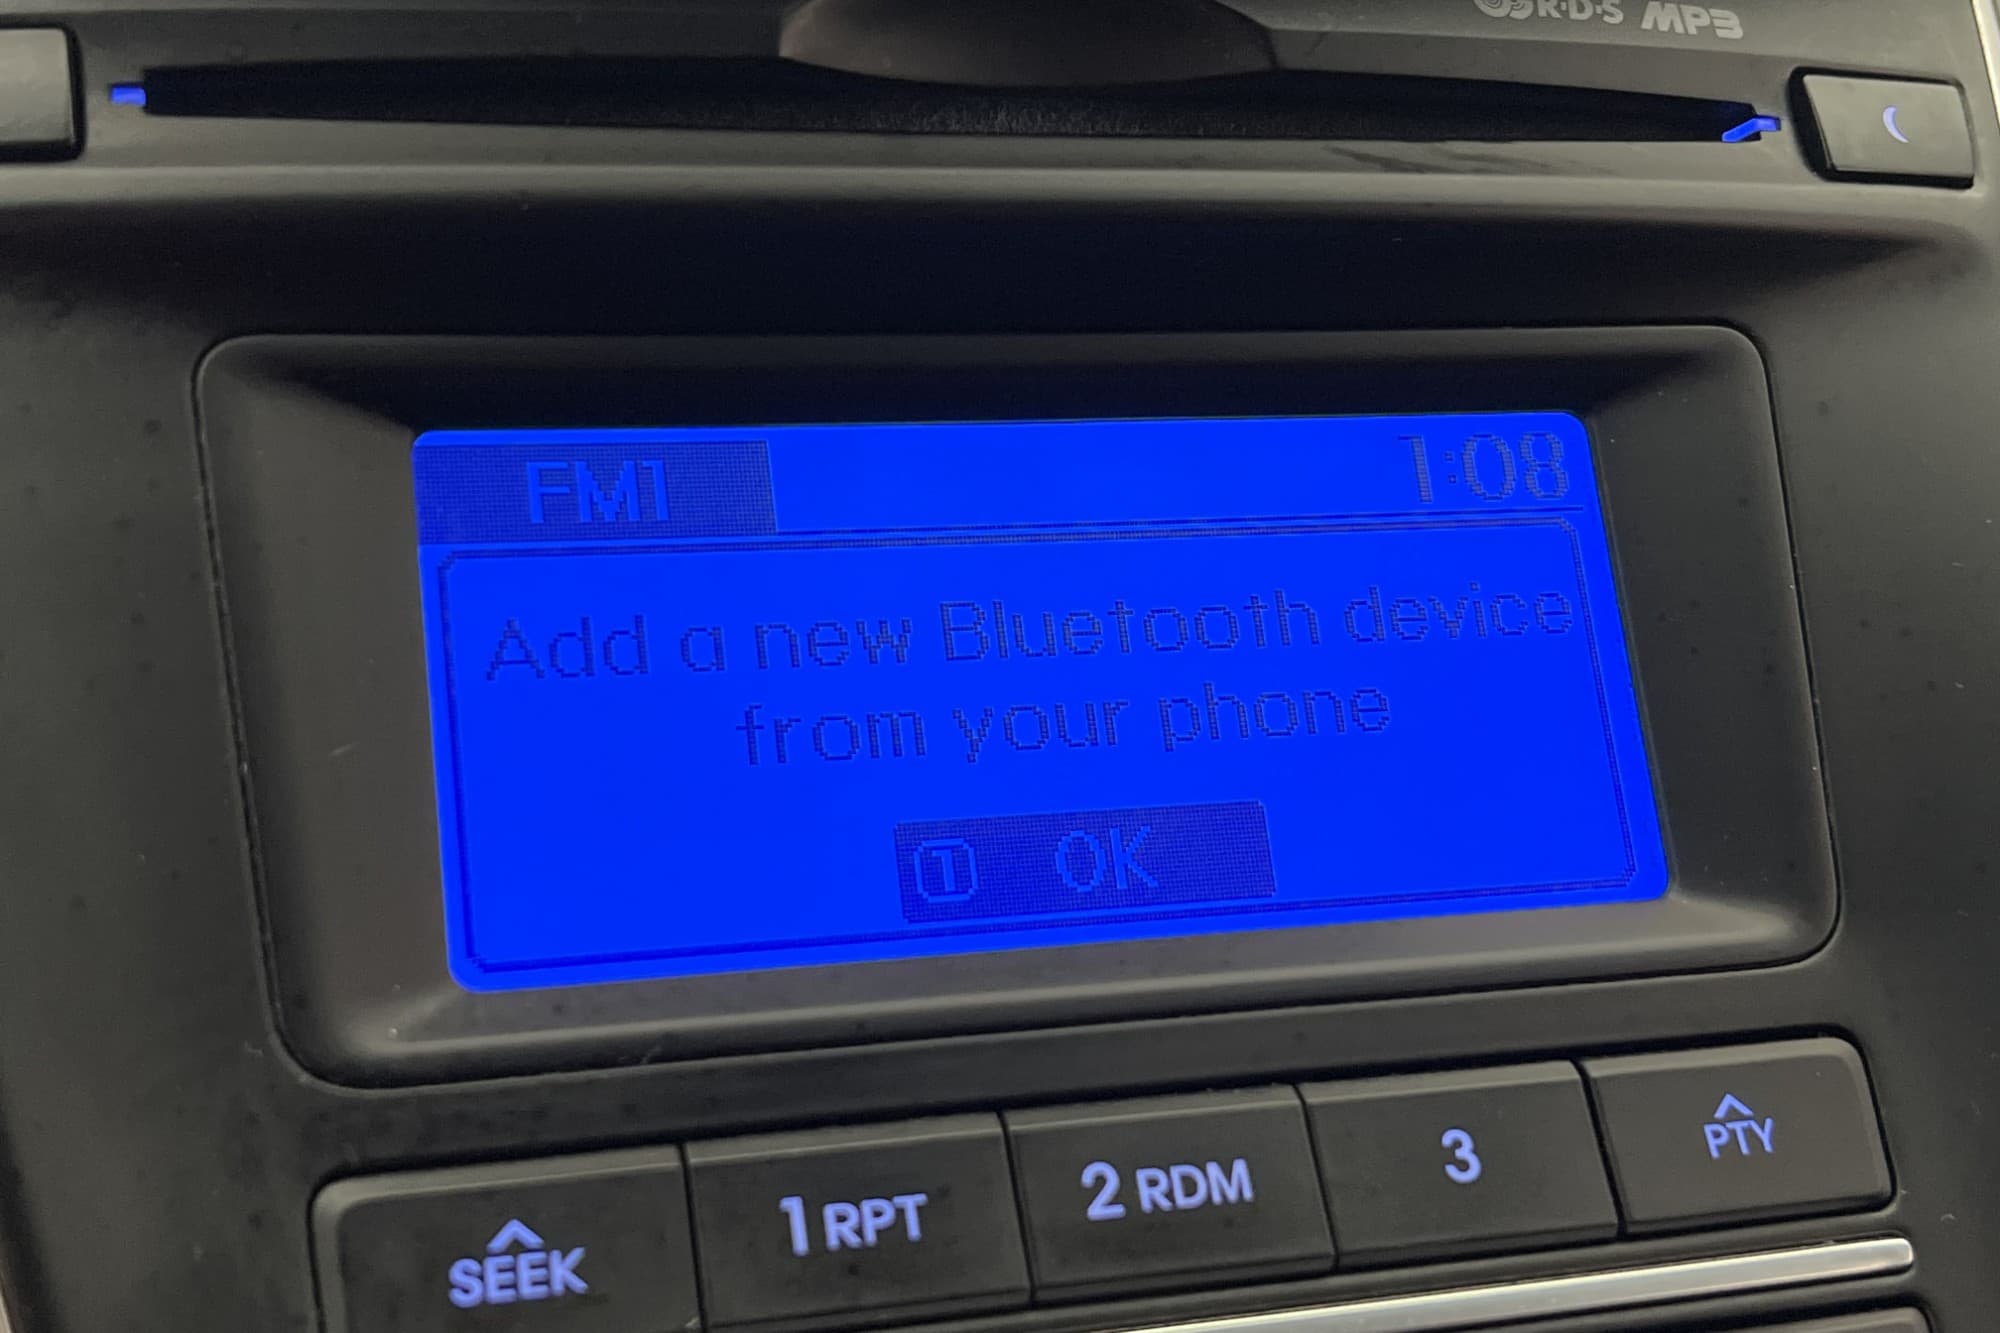 R·D·S MP3
FM1 1:08
Add a new Bluetooth device
from your phone
1 OK
SEEK
1 RPT
2 RDM
3
PTY